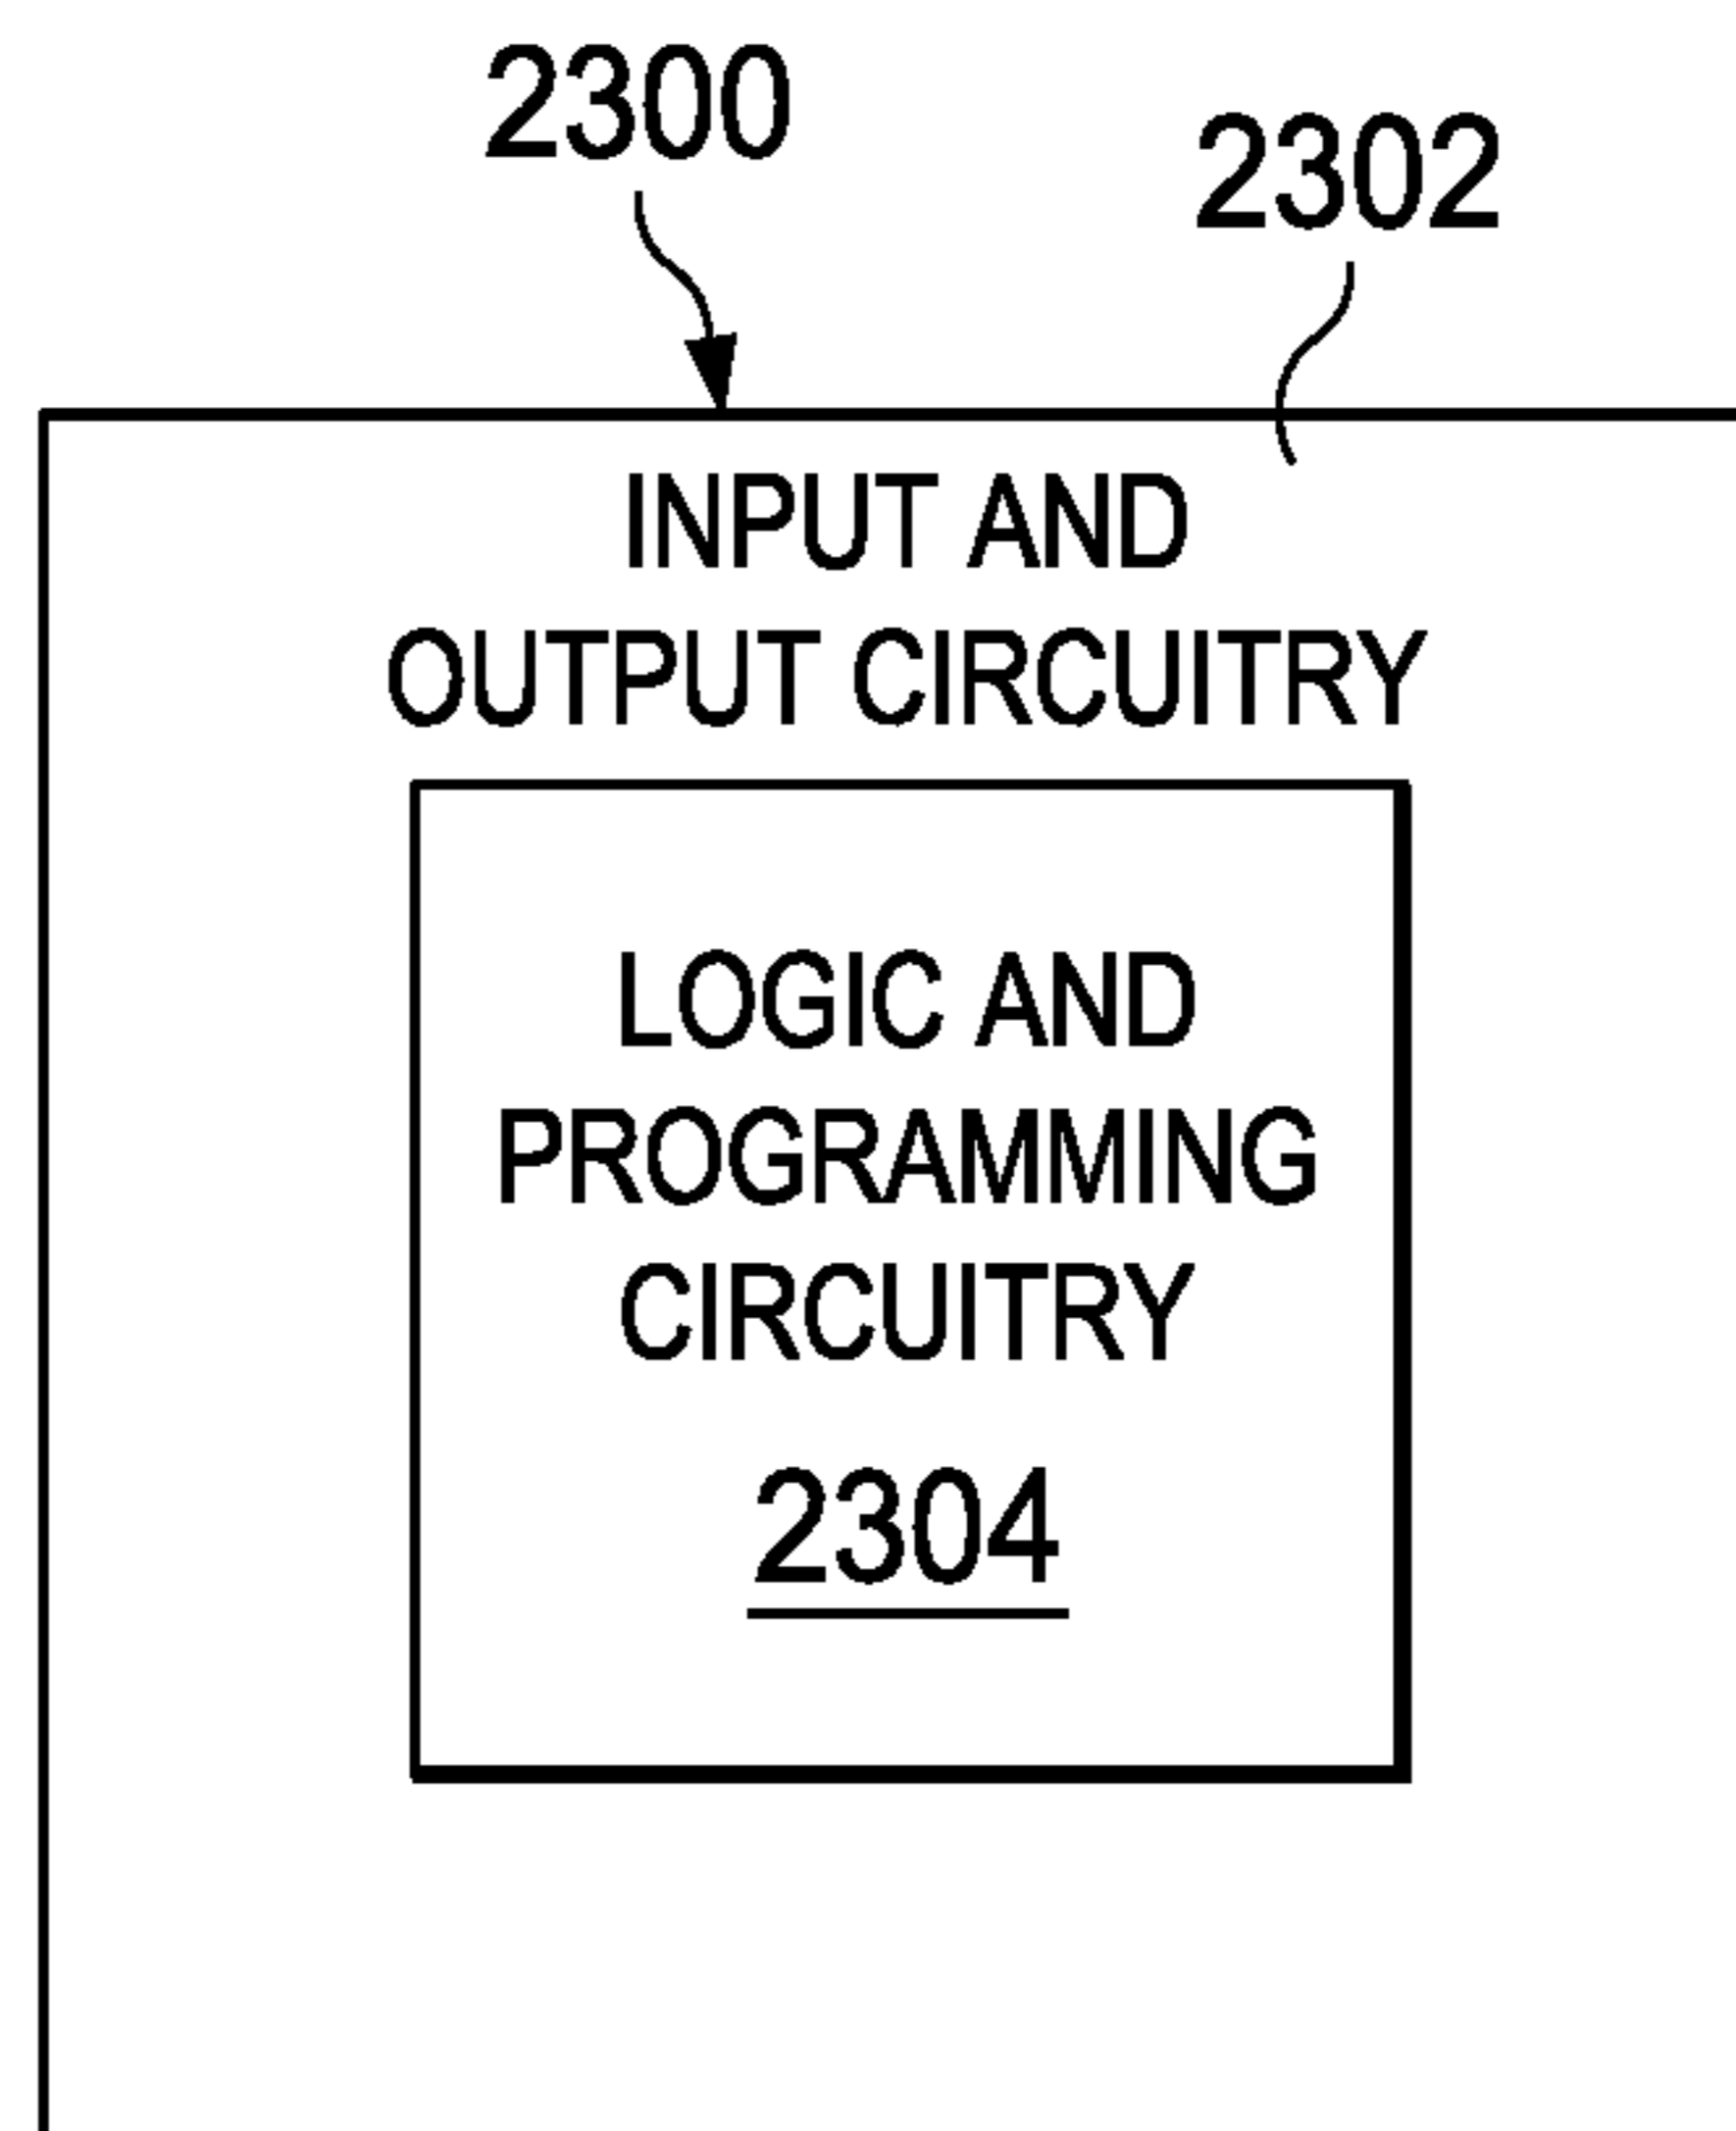 2300
2302
INPUT AND
OUTPUT CIRCUITRY
LOGIC AND
PROGRAMMING
CIRCUITRY
2304